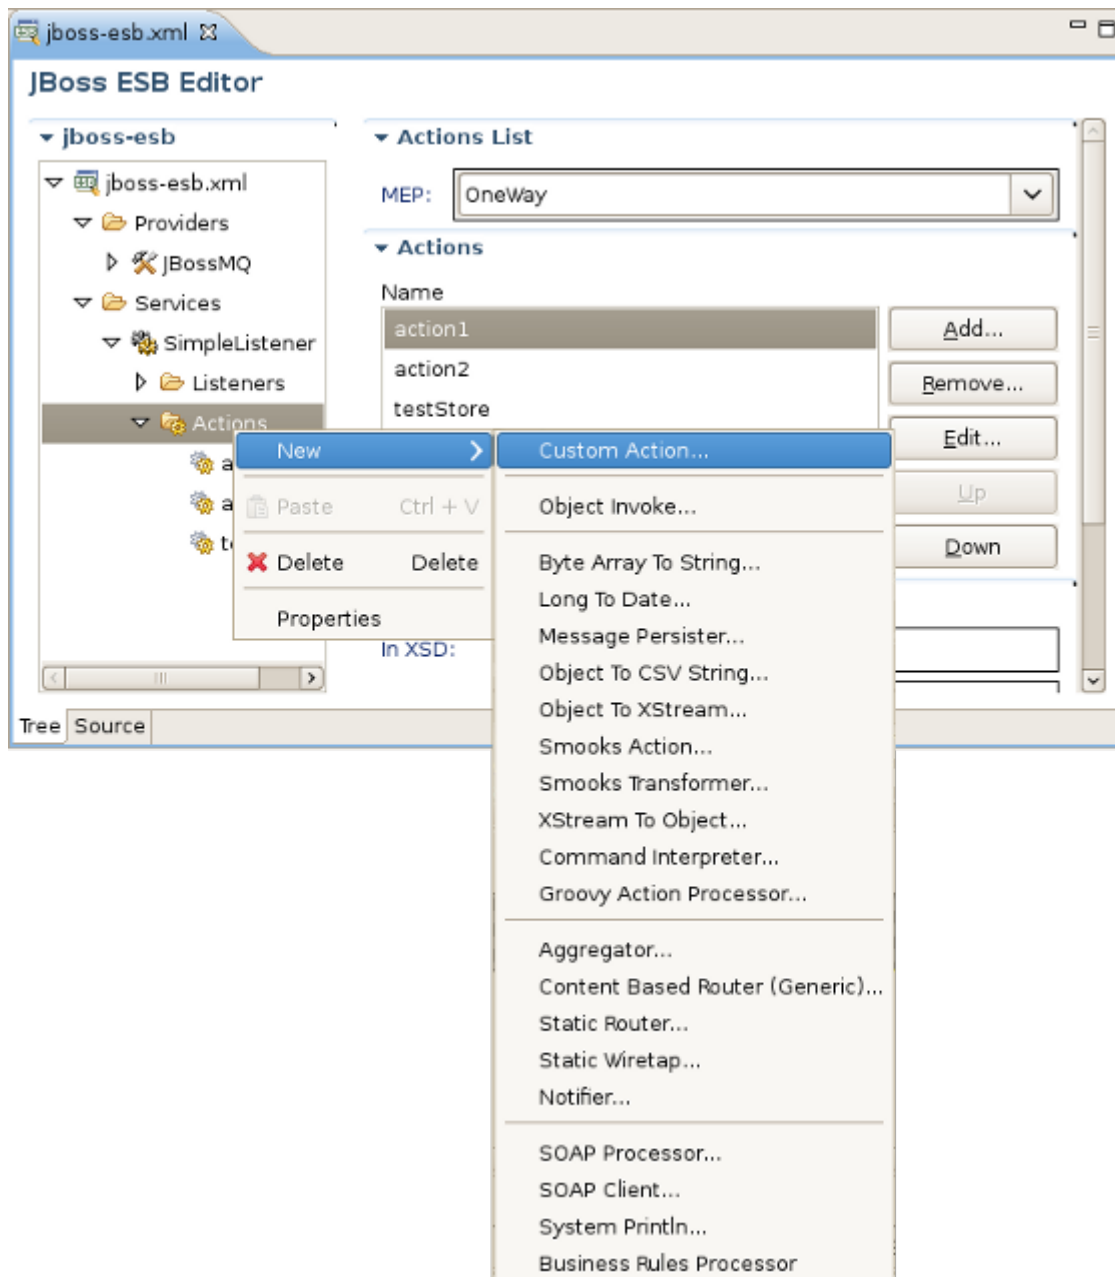 jboss-esb.xml
JBoss ESB Editor
jboss-esb
jboss-esb.xml
Providers
JBossMQ
Services
SimpleListener
Listeners
Actions
a
a
te
Actions List
MEP: OneWay
Actions
Name
action1
action2
testStore
Add...
Remove...
Edit...
Up
Down
In XSD:
New
Paste Ctrl + V
Delete Delete
Properties
Custom Action...
Object Invoke...
Byte Array To String...
Long To Date...
Message Persister...
Object To CSV String...
Object To XStream...
Smooks Action...
Smooks Transformer...
XStream To Object...
Command Interpreter...
Groovy Action Processor...
Aggregator...
Content Based Router (Generic)...
Static Router...
Static Wiretap...
Notifier...
SOAP Processor...
SOAP Client...
System Println...
Business Rules Processor
Tree Source